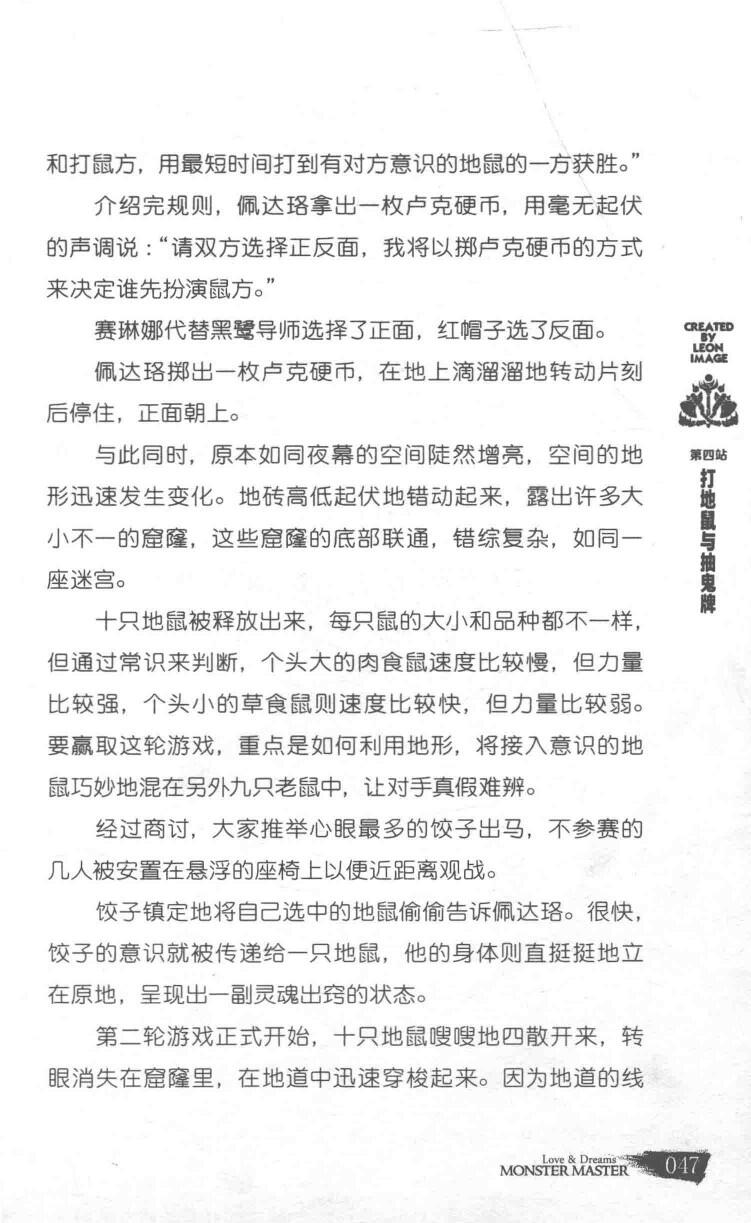 和打鼠方，用最短时间打到有对方意识的地鼠的一方获胜。”
介绍完规则，佩达珞拿出一枚卢克硬币，用毫无起伏
的声调说：“请双方选择正反面，我将以掷卢克硬币的方式
来决定谁先扮演鼠方。”
赛琳娜代替黑鹭导师选择了正面，红帽子选了反面。
佩达珞掷出一枚卢克硬币，在地上滴溜溜地转动片刻
后停住，正面朝上。
与此同时，原本如同夜幕的空间陡然增亮，空间的地
形迅速发生变化。地砖高低起伏地错动起来，露出许多大
小不一的窟窿，这些窟窿的底部联通，错综复杂，如同一
座迷宫。
十只地鼠被释放出来，每只鼠的大小和品种都不一样，
但通过常识来判断，个头大的肉食鼠速度比较慢，但力量
比较强，个头小的草食鼠则速度比较快，但力量比较弱。
要赢取这轮游戏，重点是如何利用地形，将接入意识的地
鼠巧妙地混在另外九只老鼠中，让对手真假难辨。
经过商讨，大家推举心眼最多的饺子出马，不参赛的
几人被安置在悬浮的座椅上以便近距离观战。
饺子镇定地将自己选中的地鼠偷偷告诉佩达珞。很快，
饺子的意识就被传递给一只地鼠，他的身体则直挺挺地立
在原地，呈现出一副灵魂出窍的状态。
第二轮游戏正式开始，十只地鼠嗖嗖地四散开来，转
眼消失在窟窿里，在地道中迅速穿梭起来。因为地道的线
CREATED
BY
LEON
IMAGE
第四站
打地鼠与抽鬼牌
Love & Dreams
MONSTER MASTER
047